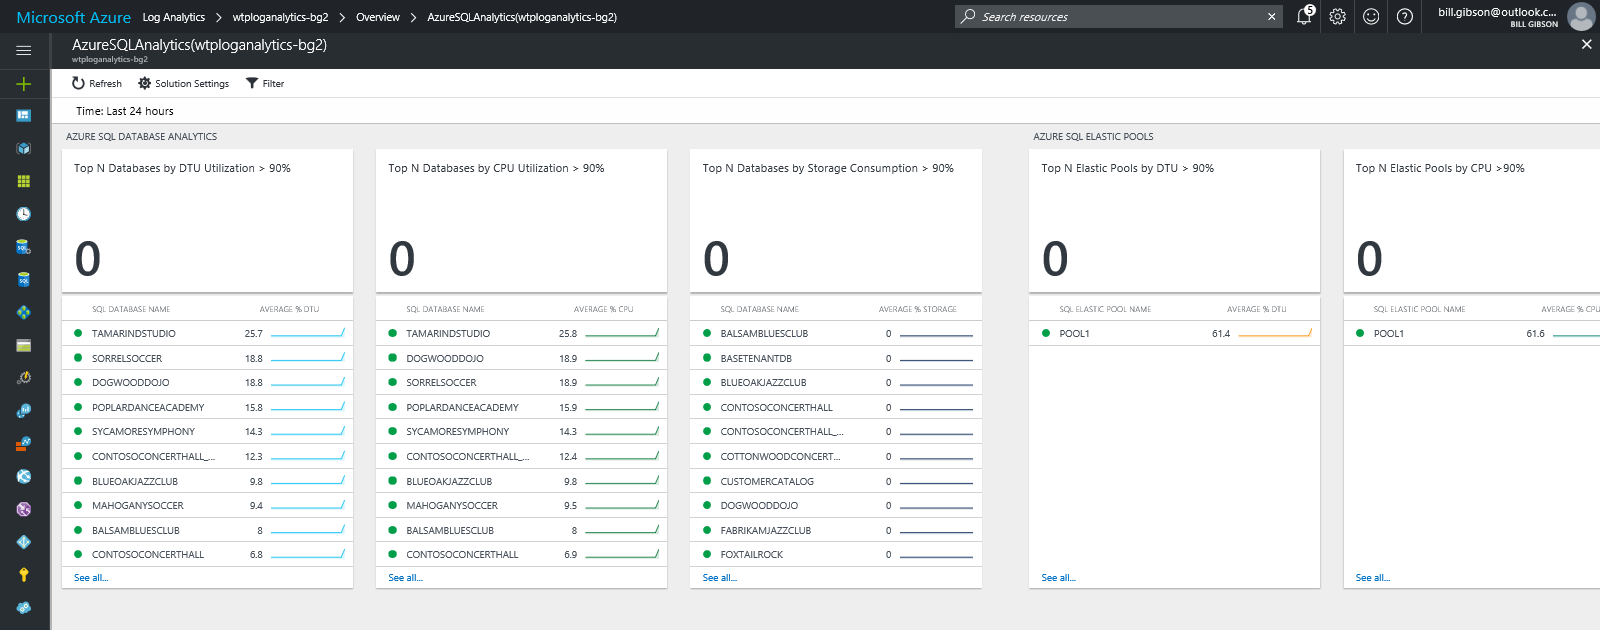 Microsoft Azure Log Analytics > wtploganalytics-bg2 > Overview > AzureSQLAnalytics(wtploganalytics-bg2)
Search resources
5
bill.gibson@outlook.c...
BILL GIBSON
AzureSQLAnalytics(wtploganalytics-bg2)
wtploganalytics-bg2
Refresh Solution Settings Filter
Time: Last 24 hours
AZURE SQL DATABASE ANALYTICS
Top N Databases by DTU Utilization > 90%
0
SQL DATABASE NAME AVERAGE % DTU
TAMARINDSTUDIO 25.7
SORRELSOCCER 18.8
DOGWOODDOJO 18.8
POPLARDANCEACADEMY 15.8
SYCAMORESYMPHONY 14.3
CONTOSOCONCERTHALL_... 12.3
BLUEOAKJAZZCLUB 9.8
MAHOGANYSOCCER 9.4
BALSAMBLUESCLUB 8
CONTOSOCONCERTHALL 6.8
See all...
Top N Databases by CPU Utilization > 90%
0
SQL DATABASE NAME AVERAGE % CPU
TAMARINDSTUDIO 25.8
DOGWOODDOJO 18.9
SORRELSOCCER 18.9
POPLARDANCEACADEMY 15.9
SYCAMORESYMPHONY 14.3
CONTOSOCONCERTHALL_... 12.4
BLUEOAKJAZZCLUB 9.8
MAHOGANYSOCCER 9.5
BALSAMBLUESCLUB 8
CONTOSOCONCERTHALL 6.9
See all...
Top N Databases by Storage Consumption > 90%
0
SQL DATABASE NAME AVERAGE % STORAGE
BALSAMBLUESCLUB 0
BASETENANTDB 0
BLUEOAKJAZZCLUB 0
CONTOSOCONCERTHALL 0
CONTOSOCONCERTHALL_... 0
COTTONWOODCONCERT... 0
CUSTOMERCATALOG 0
DOGWOODDOJO 0
FABRIKAMJAZZCLUB 0
FOXTAILROCK 0
See all...
AZURE SQL ELASTIC POOLS
Top N Elastic Pools by DTU > 90%
0
SQL ELASTIC POOL NAME AVERAGE % DTU
POOL1 61.4
See all...
Top N Elastic Pools by CPU >90%
0
SQL ELASTIC POOL NAME AVERAGE % CPU
POOL1 61.6
See all...